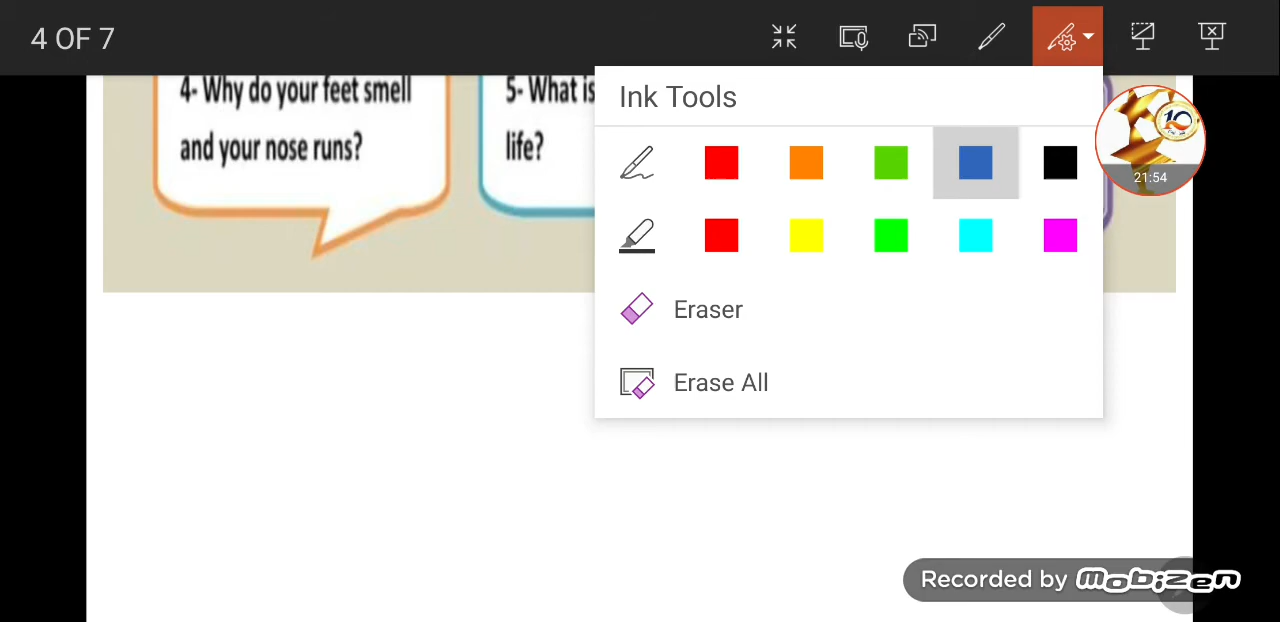 4 OF 7
Ink Tools
4- Why do your feet smell
and your nose runs?
5- What is
life?
10
21:54
Eraser
Erase All
Recorded by mobizen